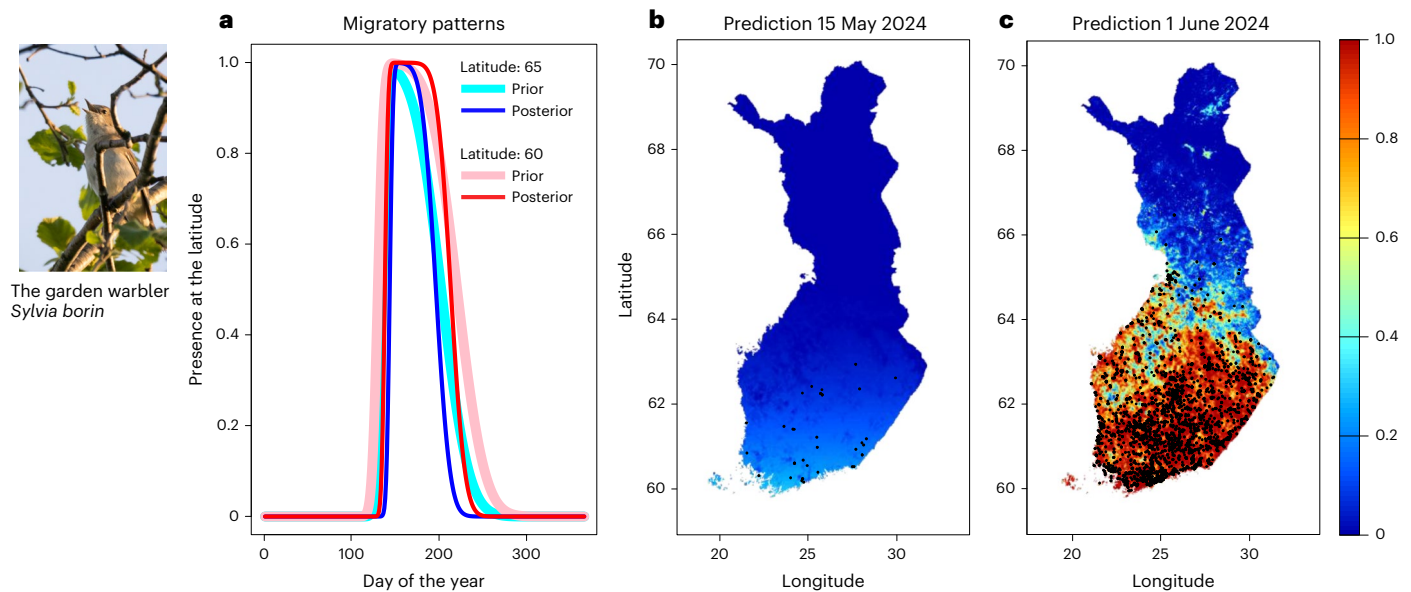 The garden warbler
Sylvia borin
a
Migratory patterns
Presence at the latitude
1.0
0.8
0.6
0.4
0.2
0
Latitude: 65
Prior
Posterior
Latitude: 60
Prior
Posterior
0
100
200
300
Day of the year
b
Prediction 15 May 2024
Latitude
70
68
66
64
62
60
20
25
30
Longitude
c
Prediction 1 June 2024
70
68
66
64
62
60
20
25
30
Longitude
1.0
0.8
0.6
0.4
0.2
0